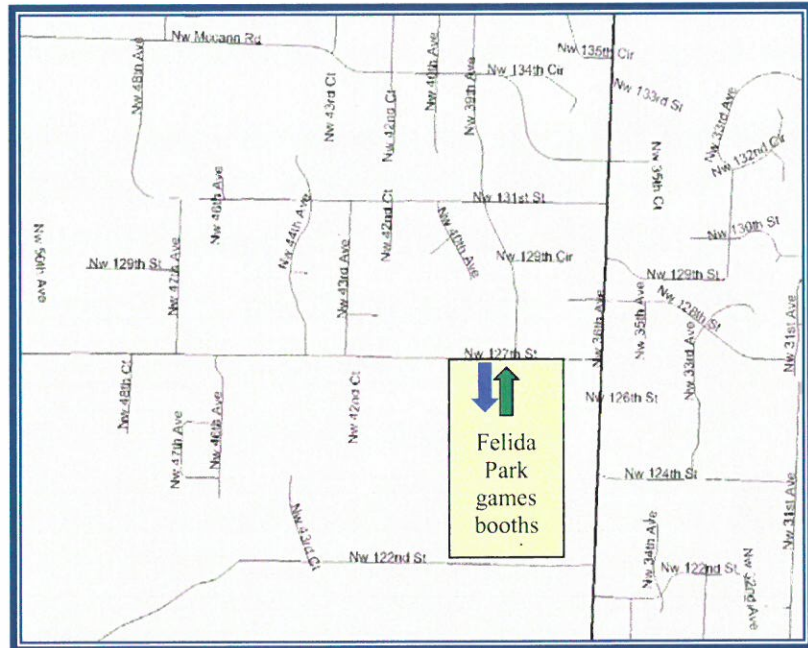 Nw 48th Ave
Nw Mccann Rd
Nw 43rd Ct
Nw 42nd Ct
Nw 40th Ave
Nw 39th Ave
Nw 134th Cir
Nw 135th Cir
Nw 133rd St
Nw 33rd Ave
Nw 132nd Cir
Nw 35th Ct
Nw 50th Ave
Nw 46th Ave
Nw 44th Ave
Nw 42nd Ct
Nw 131st St
Nw 130th St
Nw 129th St
Nw 47th Ave
Nw 43rd Ave
Nw 40th Ave
Nw 129th Cir
Nw 129th St
Nw 36th Ave
Nw 35th Ave
Nw 128th St
Nw 33rd Ave
Nw 31st Ave
Nw 127th St
Nw 48th Ct
Nw 47th Ave
Nw 46th Ave
Nw 42nd Ct
Nw 126th St
Felida
Park
games
booths
Nw 124th St
Nw 31st Ave
Nw 43rd Ct
Nw 122nd St
Nw 34th Ave
Nw 122nd St
Nw 32nd Ave